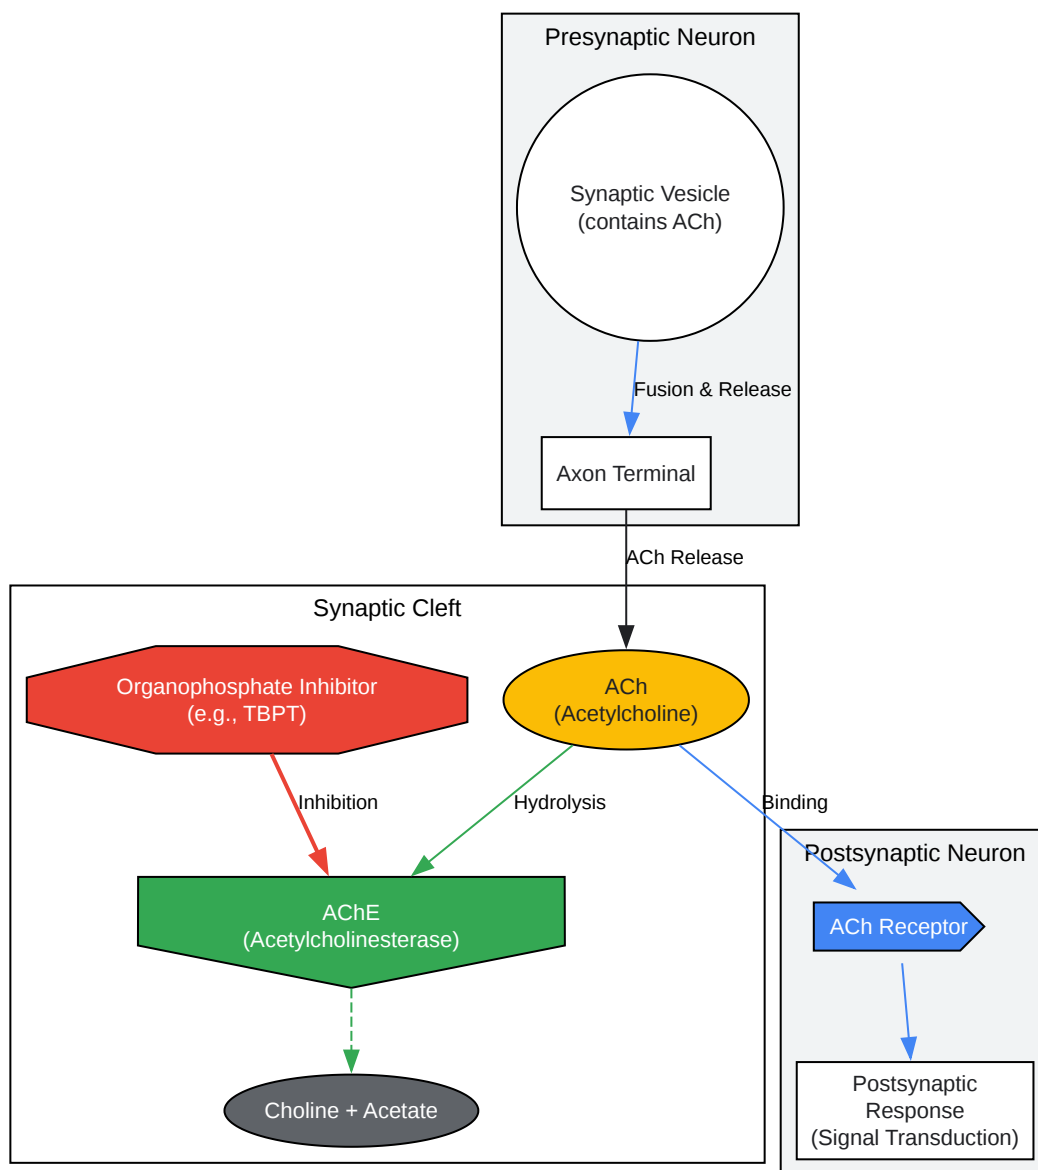 Presynaptic Neuron
Synaptic Vesicle
(contains ACh)
Fusion & Release
Axon Terminal
ACh Release
Synaptic Cleft
Organophosphate Inhibitor
(e.g., TBPT)
ACh
(Acetylcholine)
Inhibition
Hydrolysis
Binding
Postsynaptic Neuron
AChE
(Acetylcholinesterase)
ACh Receptor
Choline + Acetate
Postsynaptic
Response
(Signal Transduction)